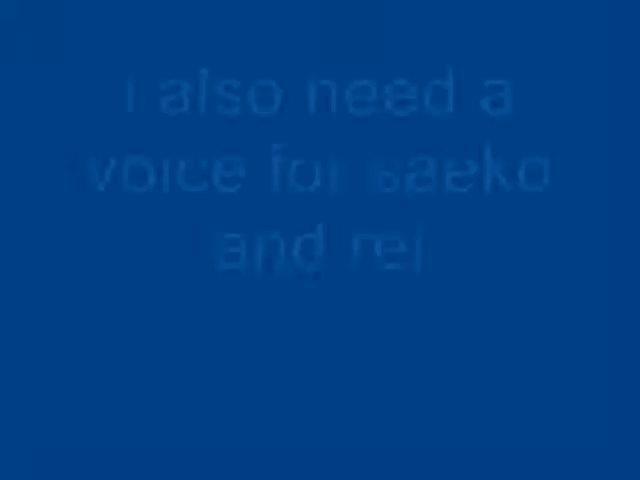 i also need a
voice for saeko
and rei